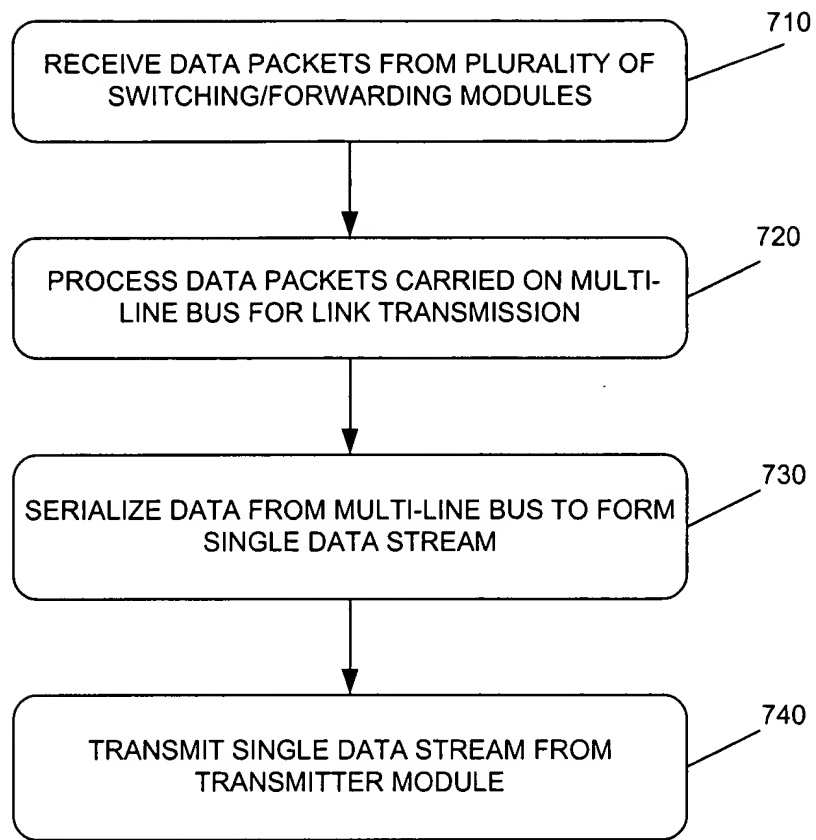 710
RECEIVE DATA PACKETS FROM PLURALITY OF
SWITCHING/FORWARDING MODULES
720
PROCESS DATA PACKETS CARRIED ON MULTI-
LINE BUS FOR LINK TRANSMISSION
730
SERIALIZE DATA FROM MULTI-LINE BUS TO FORM
SINGLE DATA STREAM
740
TRANSMIT SINGLE DATA STREAM FROM
TRANSMITTER MODULE